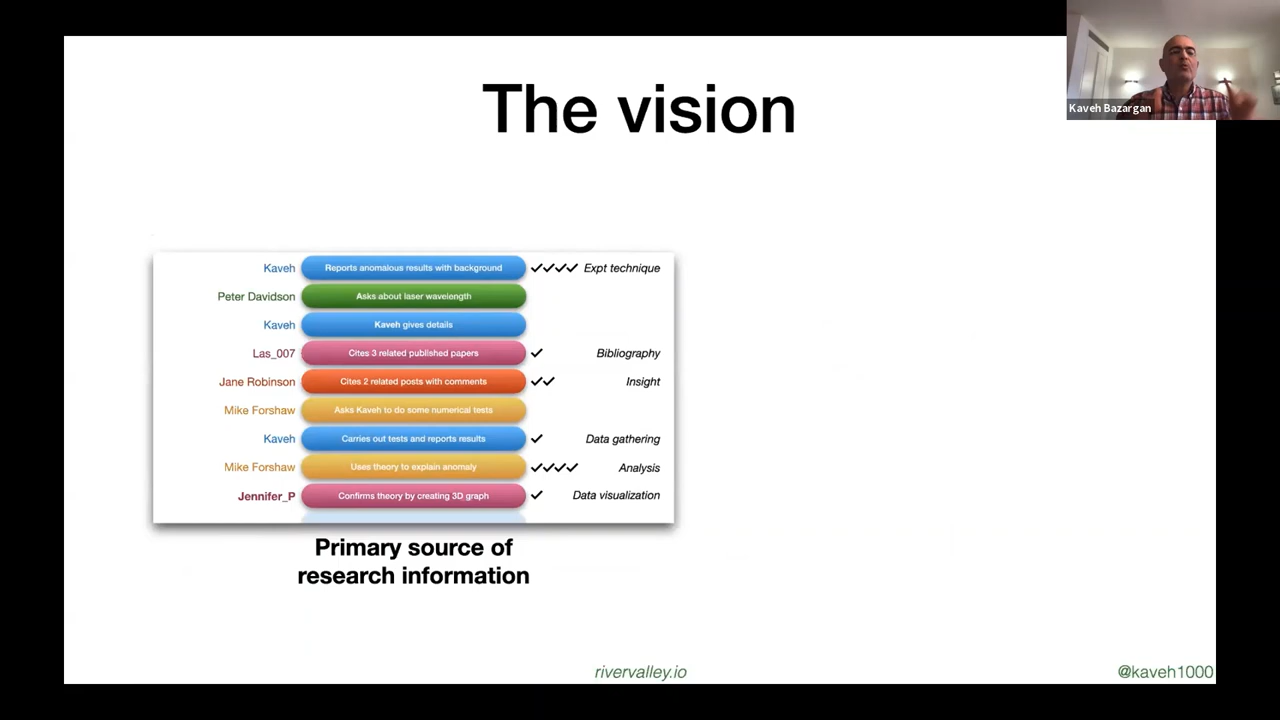 The vision
Kaveh Bazargan
Kaveh Reports anomalous results with background ✓✓✓✓ Expt technique
Peter Davidson Asks about laser wavelength
Kaveh Kaveh gives details
Las_007 Cites 3 related published papers ✓ Bibliography
Jane Robinson Cites 2 related posts with comments ✓✓ Insight
Mike Forshaw Asks Kaveh to do some numerical tests
Kaveh Carries out tests and reports results ✓ Data gathering
Mike Forshaw Uses theory to explain anomaly ✓✓✓✓ Analysis
Jennifer_P Confirms theory by creating 3D graph ✓ Data visualization
Primary source of
research information
rivervalley.io
@kaveh1000